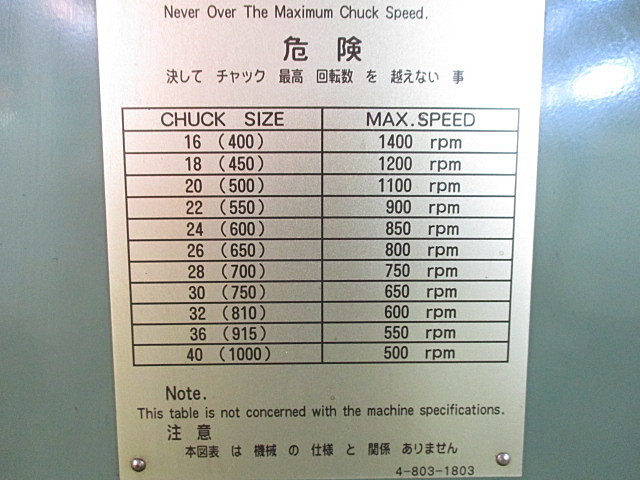 Never Over The Maximum Chuck Speed.
危険
決して チャック 最高 回転数 を 越えない 事
CHUCK SIZE MAX.SPEED
16 (400) 1400 rpm
18 (450) 1200 rpm
20 (500) 1100 rpm
22 (550) 900 rpm
24 (600) 850 rpm
26 (650) 800 rpm
28 (700) 750 rpm
30 (750) 650 rpm
32 (810) 600 rpm
36 (915) 550 rpm
40 (1000) 500 rpm
Note.
This table is not concerned with the machine specifications.
注意
本図表 は 機械 の 仕様 と 関係 ありません
4-803-1803